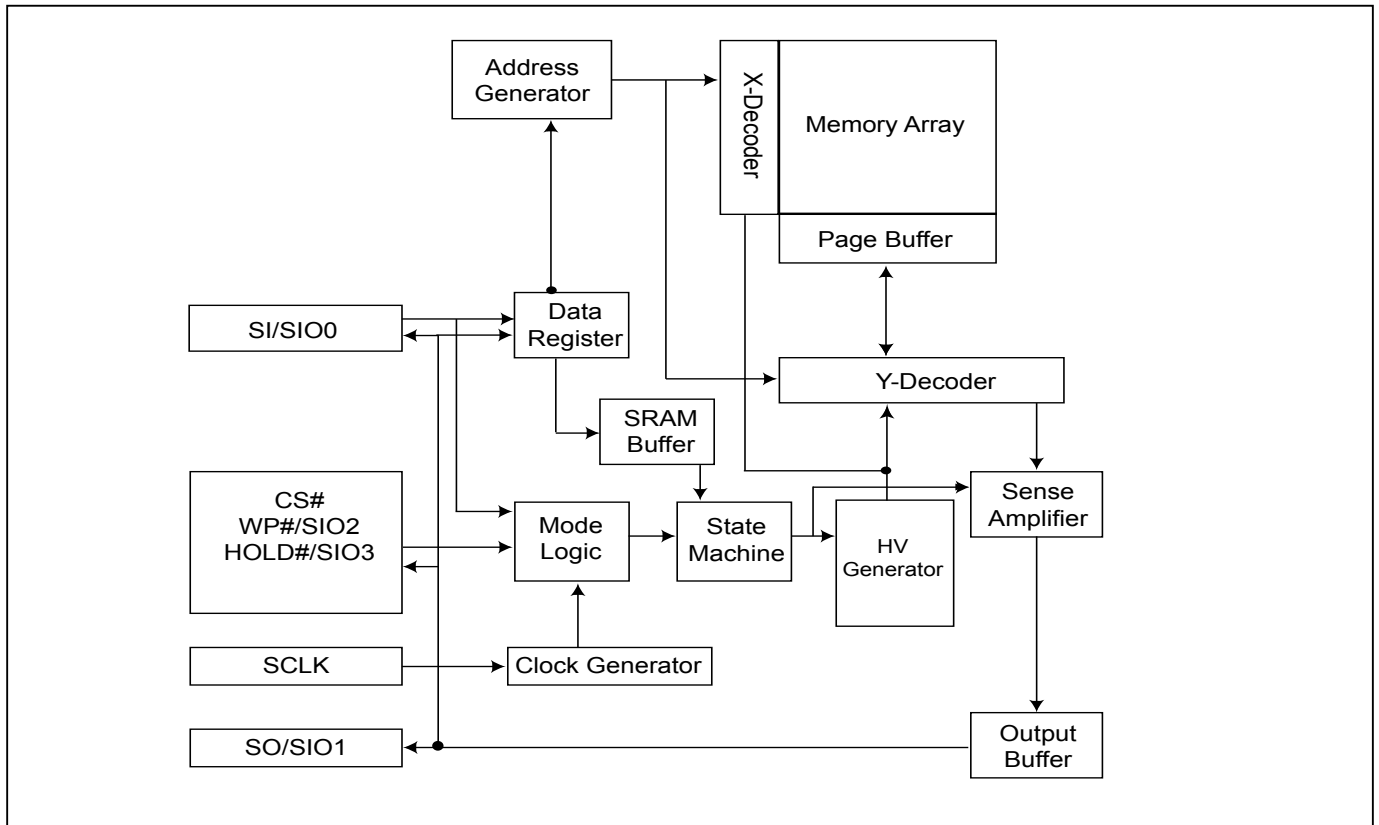 Address
Generator
X-Decoder
Memory Array
Page Buffer
SI/SIO0
Data
Register
Y-Decoder
SRAM
Buffer
CS#
WP#/SIO2
HOLD#/SIO3
Mode
Logic
State
Machine
HV
Generator
Sense
Amplifier
SCLK
Clock Generator
SO/SIO1
Output
Buffer